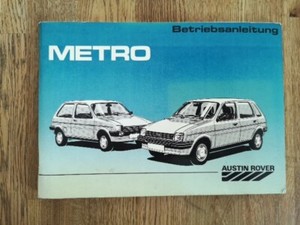 Betriebsanleitung
METRO
AUSTIN ROVER